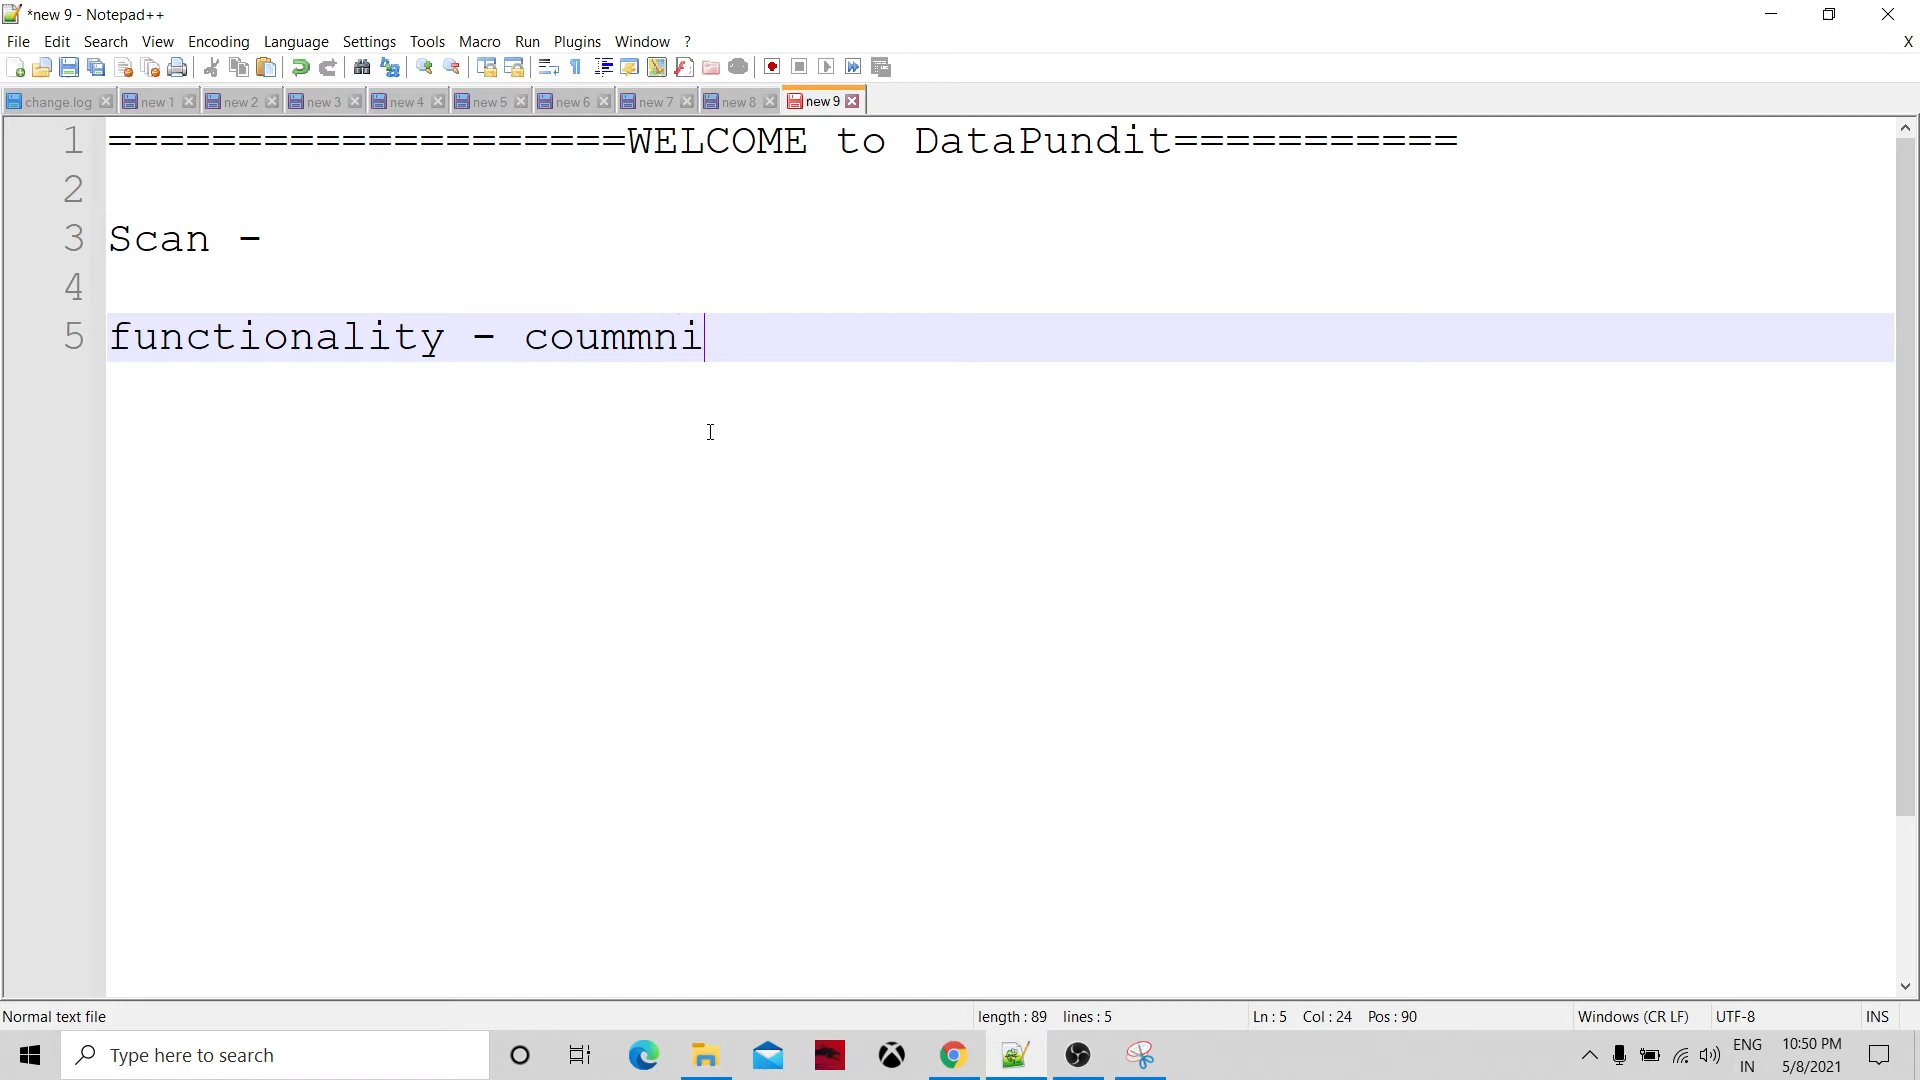 *new 9 - Notepad++
File Edit Search View Encoding Language Settings Tools Macro Run Plugins Window ?
X
change.log new 1 new 2 new 3 new 4 new 5 new 6 new 7 new 8 new 9
1 ====================WELCOME to DataPundit===========
2
3 Scan -
4
5 functionality - coummni
Normal text file length : 89 lines : 5 Ln : 5 Col : 24 Pos : 90 Windows (CR LF) UTF-8 INS
Type here to search
ENG
IN
10:50 PM
5/8/2021